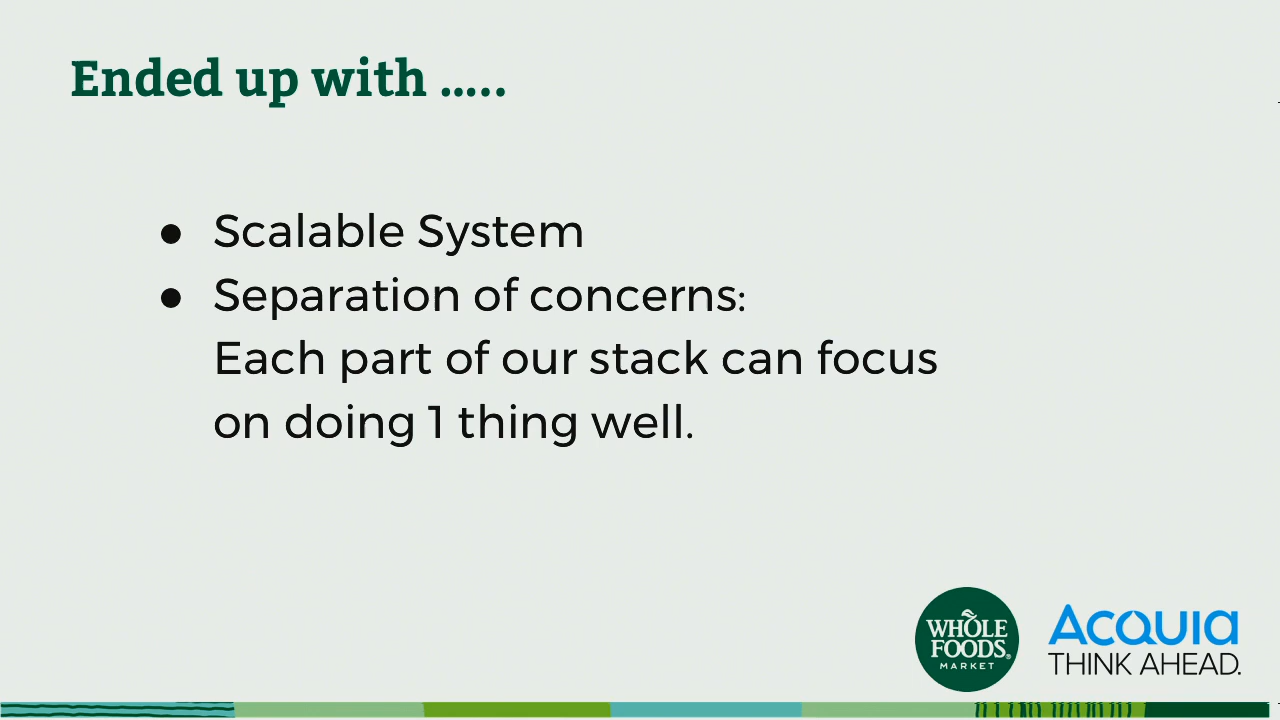 Ended up with .....
● Scalable System
● Separation of concerns:
Each part of our stack can focus
on doing 1 thing well.
WHOLE
FOODS®
MARKET
ACQUIA
THINK AHEAD.